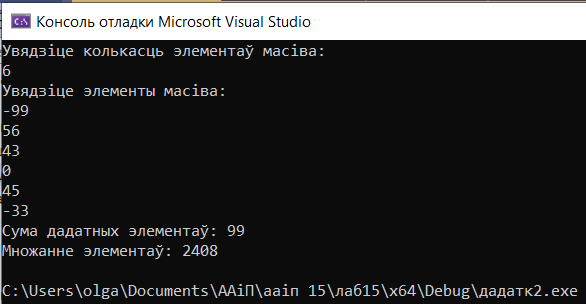 Консоль отладки Microsoft Visual Studio
Увядзіце колькасць элементаў масіва:
6
Увядзіце элементы масіва:
-99
56
43
0
45
-33
Сума дадатных элементаў: 99
Множанне элементаў: 2408
C:\Users\olga\Documents\ААіП\ааіп 15\лаб15\x64\Debug\дадатк2.exe